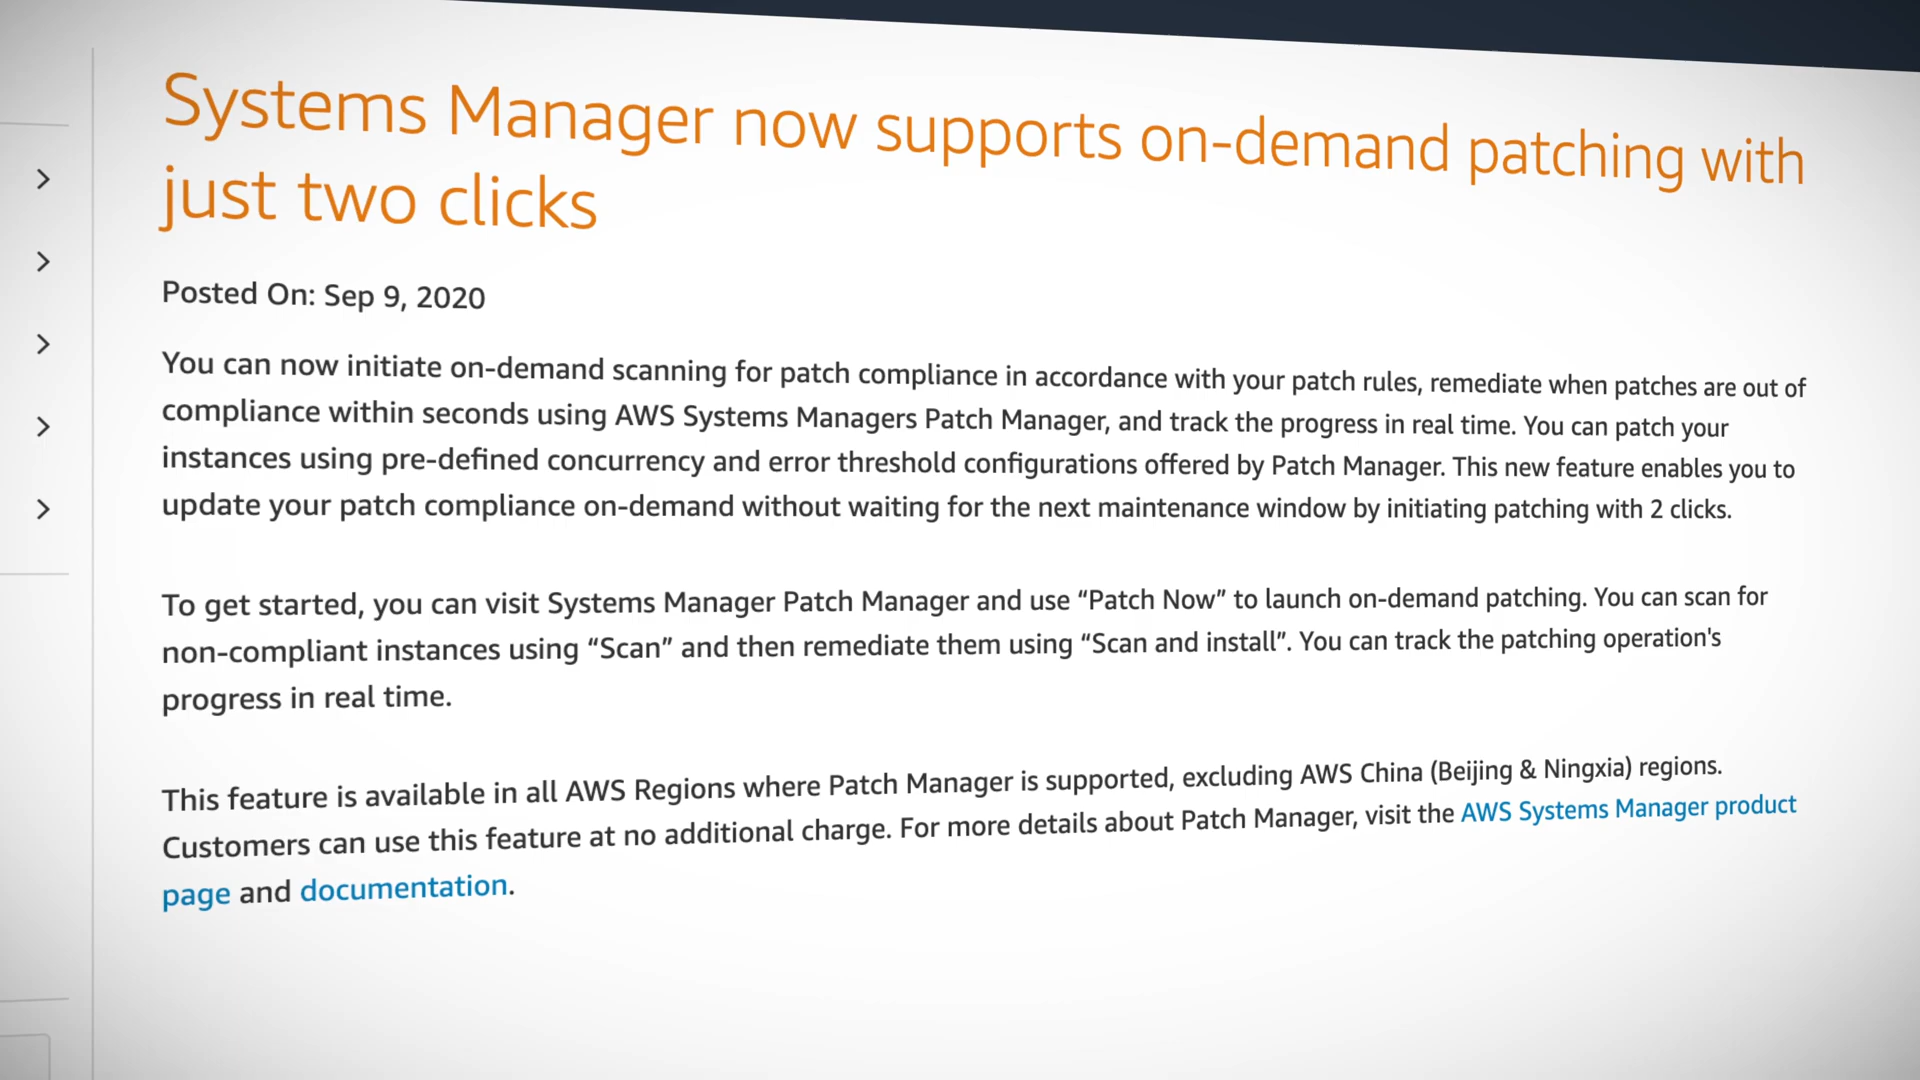 Systems Manager now supports on-demand patching with
just two clicks
Posted On: Sep 9, 2020
You can now initiate on-demand scanning for patch compliance in accordance with your patch rules, remediate when patches are out of
compliance within seconds using AWS Systems Managers Patch Manager, and track the progress in real time. You can patch your
instances using pre-defined concurrency and error threshold configurations offered by Patch Manager. This new feature enables you to
update your patch compliance on-demand without waiting for the next maintenance window by initiating patching with 2 clicks.
To get started, you can visit Systems Manager Patch Manager and use “Patch Now” to launch on-demand patching. You can scan for
non-compliant instances using “Scan” and then remediate them using “Scan and install”. You can track the patching operation's
progress in real time.
This feature is available in all AWS Regions where Patch Manager is supported, excluding AWS China (Beijing & Ningxia) regions.
Customers can use this feature at no additional charge. For more details about Patch Manager, visit the AWS Systems Manager product
page and documentation.